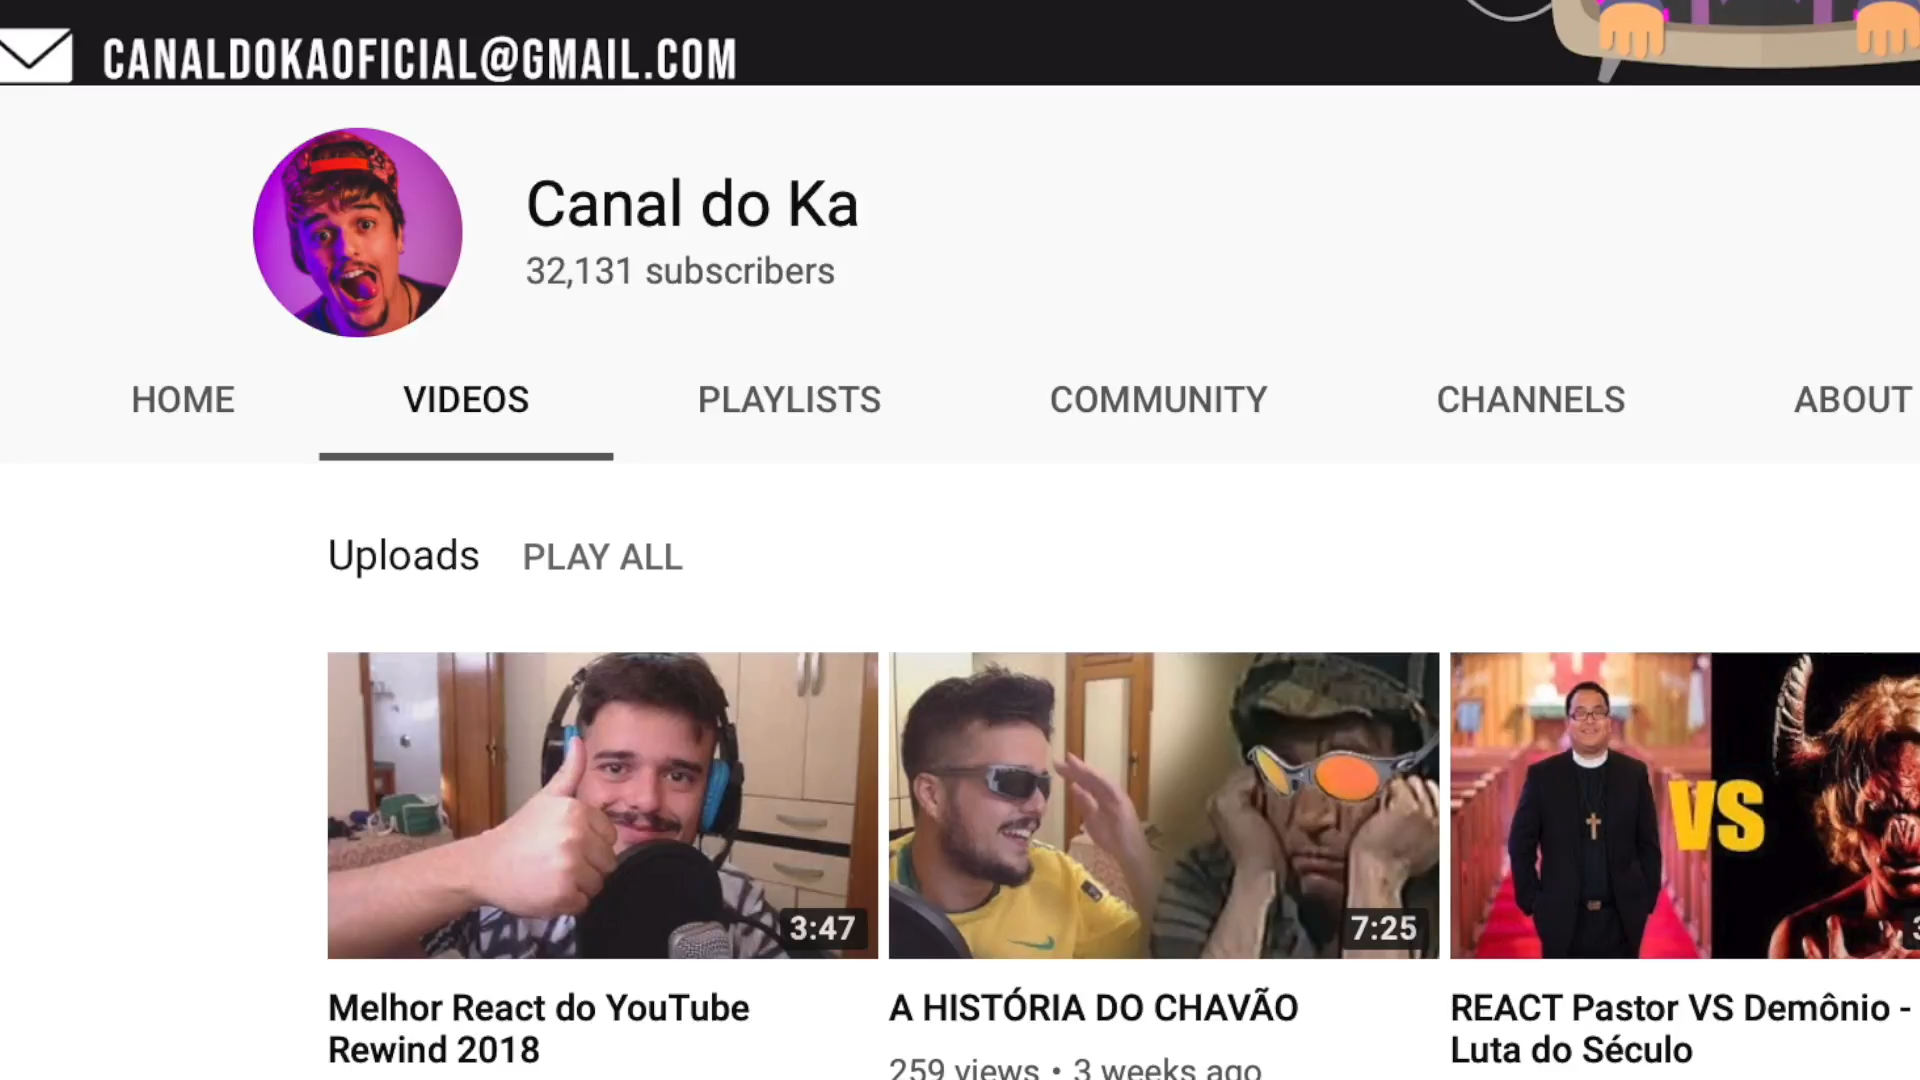 CANALDOKAOFICIAL@GMAIL.COM
Canal do Ka
32,131 subscribers
HOME VIDEOS PLAYLISTS COMMUNITY CHANNELS ABOUT
Uploads PLAY ALL
VS
3:47 7:25
Melhor React do YouTube
Rewind 2018
A HISTÓRIA DO CHAVÃO
259 views • 3 weeks ago
REACT Pastor VS Demônio -
Luta do Século